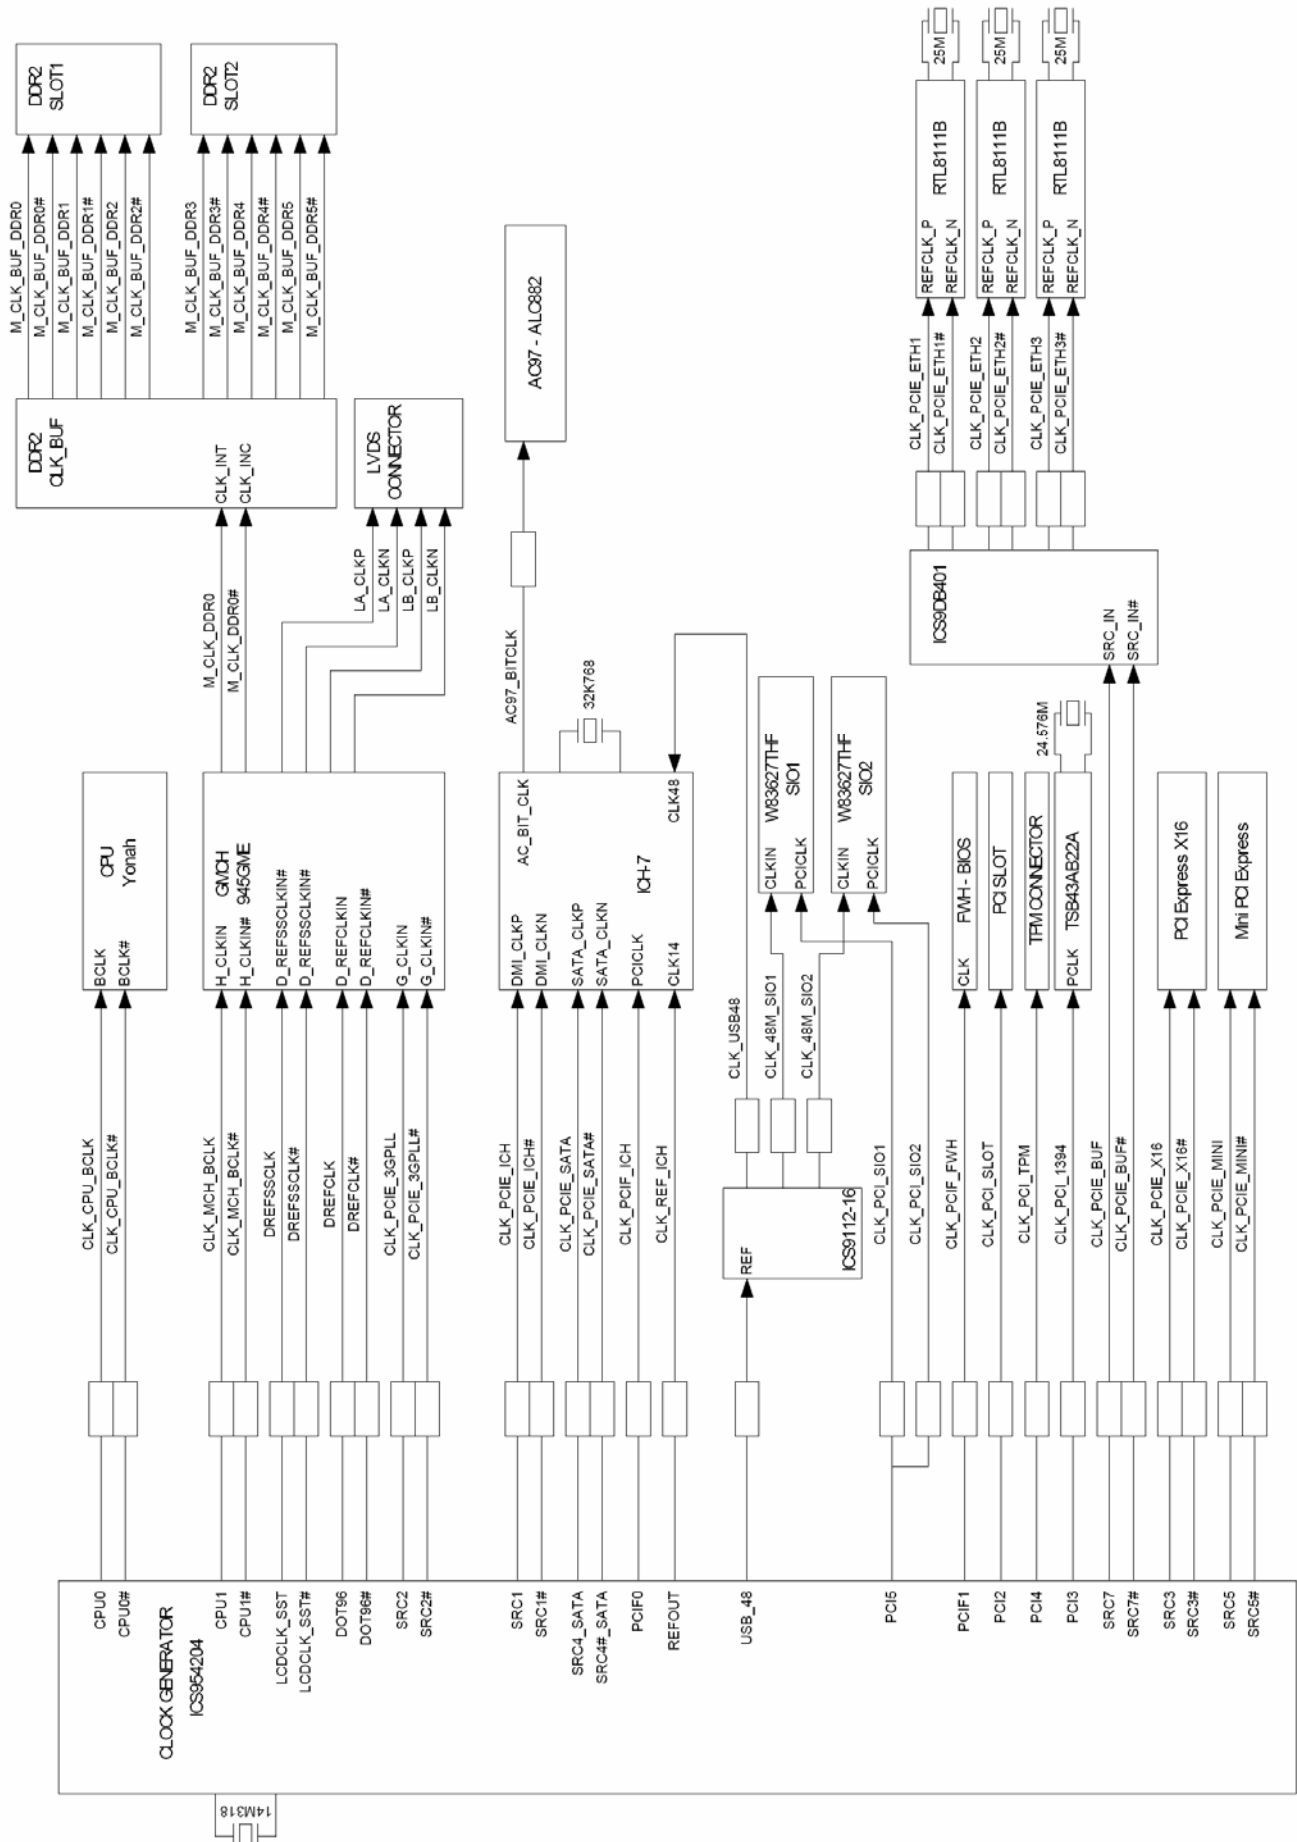 14M318
CLOCK GENERATOR
ICS954204
CPU0
CPU0#
CPU1
CPU1#
LCDCLK_SST
LCDCLK_SST#
DOT96
DOT96#
SRC2
SRC2#
SRC1
SRC1#
SRC4_SATA
SRC4#_SATA
PCIF0
REFOUT
USB_48
PCI5
PCIF1
PCI2
PCI4
PCI3
SRC7
SRC7#
SRC3
SRC3#
SRC5
SRC5#
CLK_CPU_BCLK
CLK_CPU_BCLK#
CLK_MCH_BCLK
CLK_MCH_BCLK#
DREFSSCLK
DREFSSCLK#
DREFCLK
DREFCLK#
CLK_PCIE_3GPLL
CLK_PCIE_3GPLL#
CLK_PCIE_ICH
CLK_PCIE_ICH#
CLK_PCIE_SATA
CLK_PCIE_SATA#
CLK_PCIF_ICH
CLK_REF_ICH
REF
ICS9112-16
CLK_USB48
CLK_48M_SIO1
CLK_48M_SIO2
CLK_PCI_SIO1
CLK_PCI_SIO2
CLK_PCIF_FWH
CLK_PCI_SLOT
CLK_PCI_TPM
CLK_PCI_1394
CLK_PCIE_BUF
CLK_PCIE_BUF#
CLK_PCIE_X16
CLK_PCIE_X16#
CLK_PCIE_MINI
CLK_PCIE_MINI#
BCLK
BCLK#
CPU
Yonah
H_CLKIN
H_CLKIN#
GMCH
945GME
D_REFSSCLKIN#
D_REFSSCLKIN#
D_REFCLKIN
D_REFCLKIN#
G_CLKIN
G_CLKIN#
DMI_CLKP
DMI_CLKN
SATA_CLKP
SATA_CLKN
PCICLK
CLK14
AC_BIT_CLK
ICH-7
CLK48
32K768
CLKIN
PCICLK
W83627THF
SIO1
CLKIN
PCICLK
W83627THF
SIO2
CLK
FWH - BIOS
PCI SLOT
TPM CONNECTOR
PCLK
TSB43AB22A
24.576M
PCI Express X16
Mini PCI Express
M_CLK_DDR0
M_CLK_DDR0#
LA_CLKP
LA_CLKN
LB_CLKP
LB_CLKN
AC97_BITCLK
CLK_INT
CLK_INC
DDR2
CLK_BUF
LVDS
CONNECTOR
AC97 - ALC882
SRC_IN
SRC_IN#
ICS9DB401
M_CLK_BUF_DDR0
M_CLK_BUF_DDR0#
M_CLK_BUF_DDR1
M_CLK_BUF_DDR1#
M_CLK_BUF_DDR2
M_CLK_BUF_DDR2#
M_CLK_BUF_DDR3
M_CLK_BUF_DDR3#
M_CLK_BUF_DDR4
M_CLK_BUF_DDR4#
M_CLK_BUF_DDR5
M_CLK_BUF_DDR5#
DDR2
SLOT1
DDR2
SLOT2
CLK_PCIE_ETH1
CLK_PCIE_ETH1#
CLK_PCIE_ETH2
CLK_PCIE_ETH2#
CLK_PCIE_ETH3
CLK_PCIE_ETH3#
REFCLK_P
REFCLK_N
RTL8111B
25M
REFCLK_P
REFCLK_N
RTL8111B
25M
REFCLK_P
REFCLK_N
RTL8111B
25M